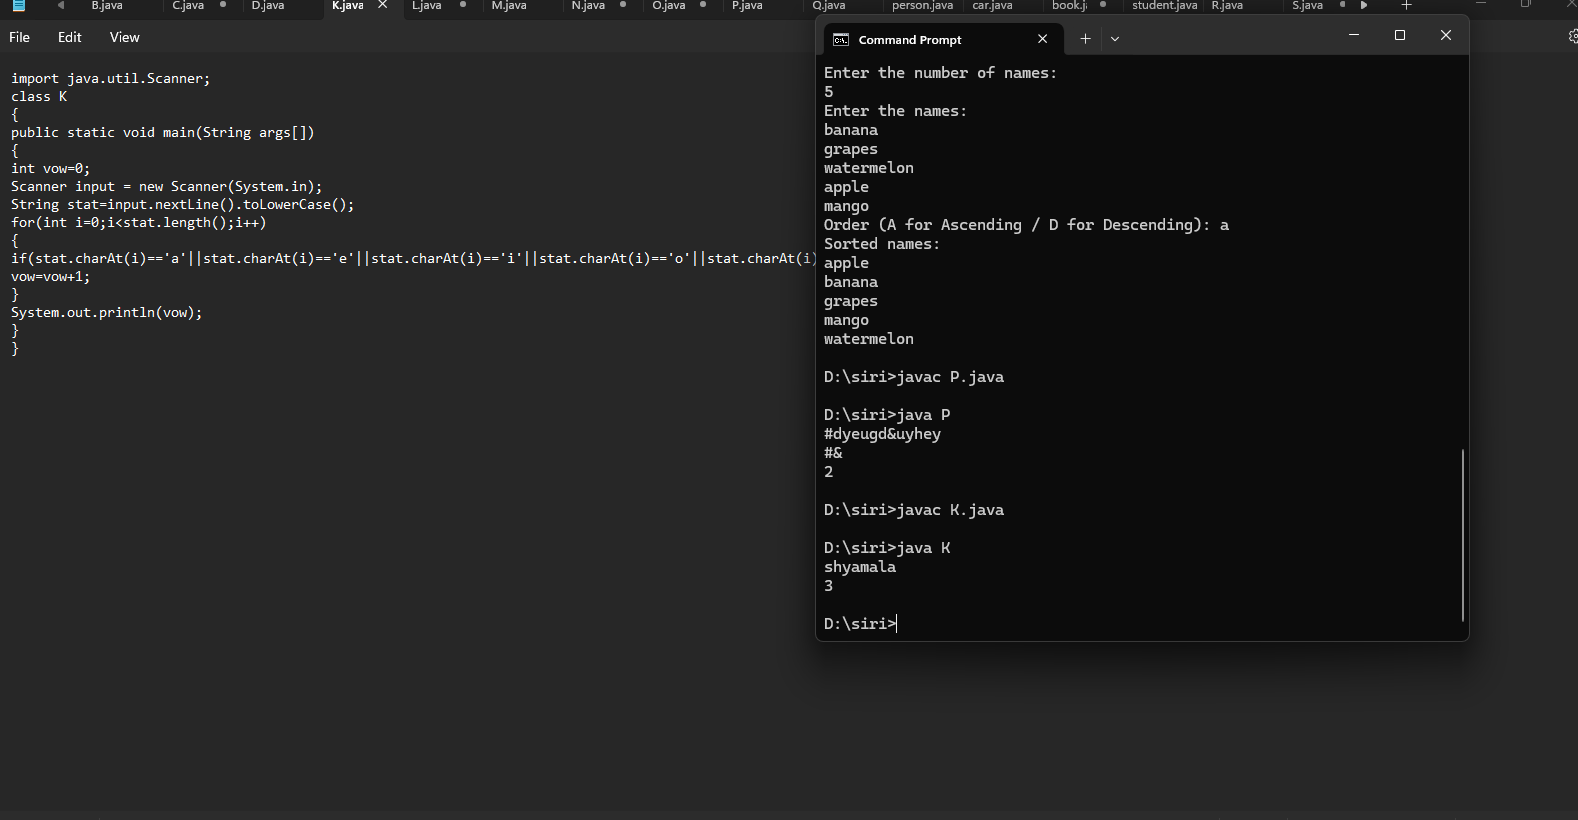 B.java C.java D.java K.java L.java M.java N.java O.java P.java Q.java person.java car.java book.j student.java R.java S.java
File Edit View
import java.util.Scanner;
class K
{
public static void main(String args[])
{
int vow=0;
Scanner input = new Scanner(System.in);
String stat=input.nextLine().toLowerCase();
for(int i=0;i<stat.length();i++)
{
if(stat.charAt(i)=='a'||stat.charAt(i)=='e'||stat.charAt(i)=='i'||stat.charAt(i)=='o'||stat.charAt(i)
vow=vow+1;
}
System.out.println(vow);
}
}
Command Prompt
Enter the number of names:
5
Enter the names:
banana
grapes
watermelon
apple
mango
Order (A for Ascending / D for Descending): a
Sorted names:
apple
banana
grapes
mango
watermelon
D:\siri>javac P.java
D:\siri>java P
#dyeugd&uyhey
#&
2
D:\siri>javac K.java
D:\siri>java K
shyamala
3
D:\siri>